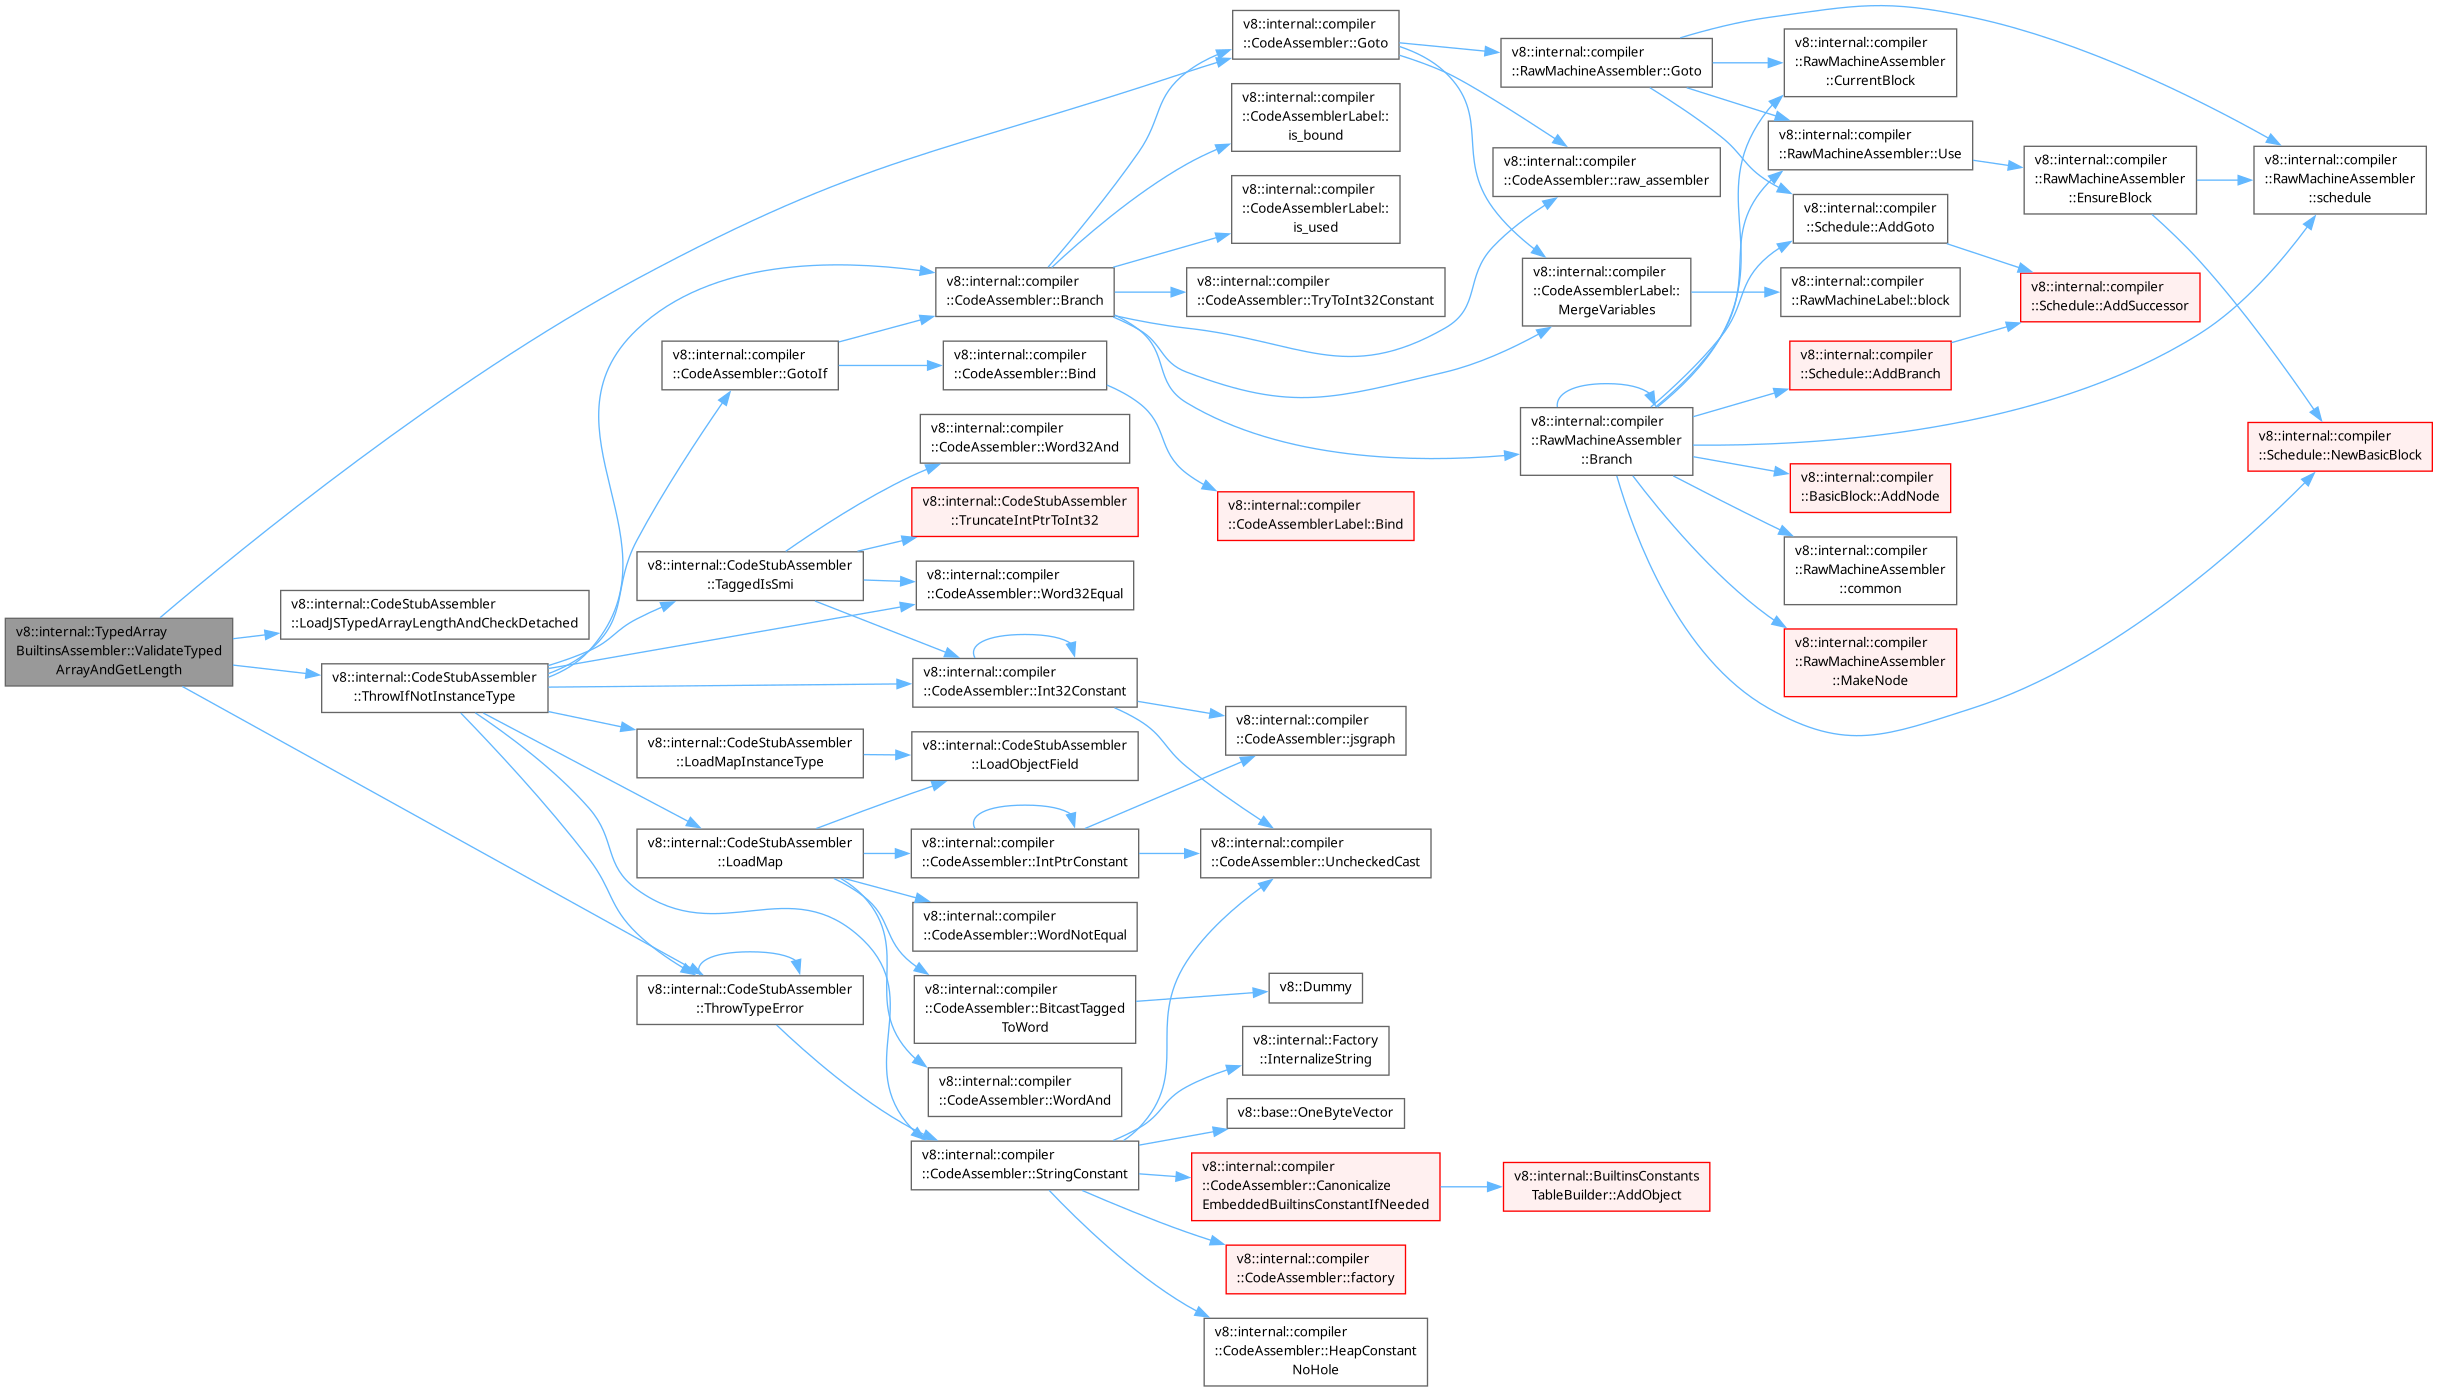 v8::internal::TypedArray
BuiltinsAssembler::ValidateTyped
ArrayAndGetLength
v8::internal::CodeStubAssembler
::LoadJSTypedArrayLengthAndCheckDetached
v8::internal::CodeStubAssembler
::ThrowIfNotInstanceType
v8::internal::compiler
::CodeAssembler::GotoIf
v8::internal::CodeStubAssembler
::TaggedIsSmi
v8::internal::CodeStubAssembler
::LoadMapInstanceType
v8::internal::CodeStubAssembler
::LoadMap
v8::internal::CodeStubAssembler
::ThrowTypeError
v8::internal::compiler
::CodeAssembler::Branch
v8::internal::compiler
::CodeAssembler::Bind
v8::internal::compiler
::CodeAssembler::Word32And
v8::internal::CodeStubAssembler
::TruncateIntPtrToInt32
v8::internal::compiler
::CodeAssembler::Word32Equal
v8::internal::compiler
::CodeAssembler::Int32Constant
v8::internal::CodeStubAssembler
::LoadObjectField
v8::internal::compiler
::CodeAssembler::IntPtrConstant
v8::internal::compiler
::CodeAssembler::WordNotEqual
v8::internal::compiler
::CodeAssembler::BitcastTagged
ToWord
v8::internal::compiler
::CodeAssembler::WordAnd
v8::internal::compiler
::CodeAssembler::StringConstant
v8::internal::compiler
::CodeAssembler::Goto
v8::internal::compiler
::CodeAssemblerLabel::
is_bound
v8::internal::compiler
::CodeAssemblerLabel::
is_used
v8::internal::compiler
::CodeAssembler::TryToInt32Constant
v8::internal::compiler
::CodeAssemblerLabel::Bind
v8::internal::compiler
::CodeAssembler::jsgraph
v8::internal::compiler
::CodeAssembler::UncheckedCast
v8::Dummy
v8::internal::Factory
::InternalizeString
v8::base::OneByteVector
v8::internal::compiler
::CodeAssembler::Canonicalize
EmbeddedBuiltinsConstantIfNeeded
v8::internal::compiler
::CodeAssembler::factory
v8::internal::compiler
::CodeAssembler::HeapConstant
NoHole
v8::internal::compiler
::RawMachineAssembler::Goto
v8::internal::compiler
::CodeAssembler::raw_assembler
v8::internal::compiler
::CodeAssemblerLabel::
MergeVariables
v8::internal::compiler
::RawMachineAssembler
::Branch
v8::internal::BuiltinsConstants
TableBuilder::AddObject
v8::internal::compiler
::RawMachineAssembler
::CurrentBlock
v8::internal::compiler
::RawMachineAssembler::Use
v8::internal::compiler
::Schedule::AddGoto
v8::internal::compiler
::RawMachineLabel::block
v8::internal::compiler
::Schedule::AddBranch
v8::internal::compiler
::BasicBlock::AddNode
v8::internal::compiler
::RawMachineAssembler
::common
v8::internal::compiler
::RawMachineAssembler
::MakeNode
v8::internal::compiler
::RawMachineAssembler
::EnsureBlock
v8::internal::compiler
::Schedule::AddSuccessor
v8::internal::compiler
::RawMachineAssembler
::schedule
v8::internal::compiler
::Schedule::NewBasicBlock